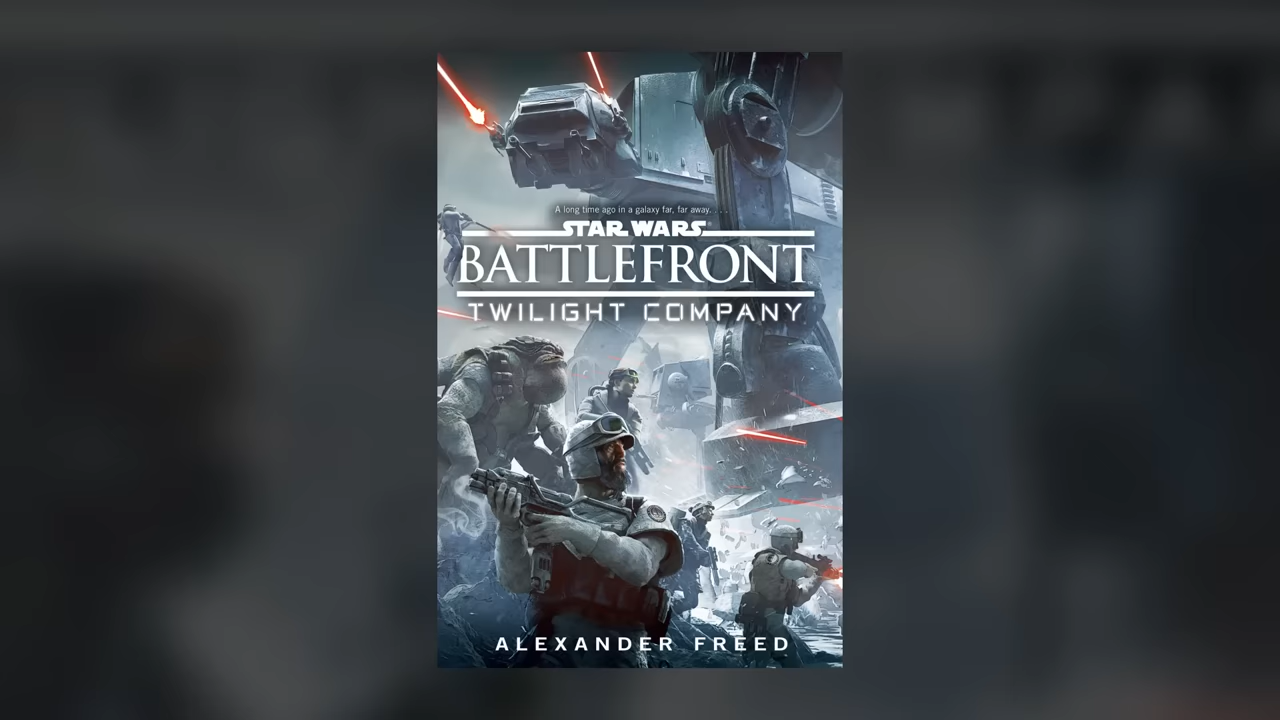 A long time ago in a galaxy far, far away. . . .
STAR WARS
BATTLEFRONT
TWILIGHT COMPANY
ALEXANDER FREED